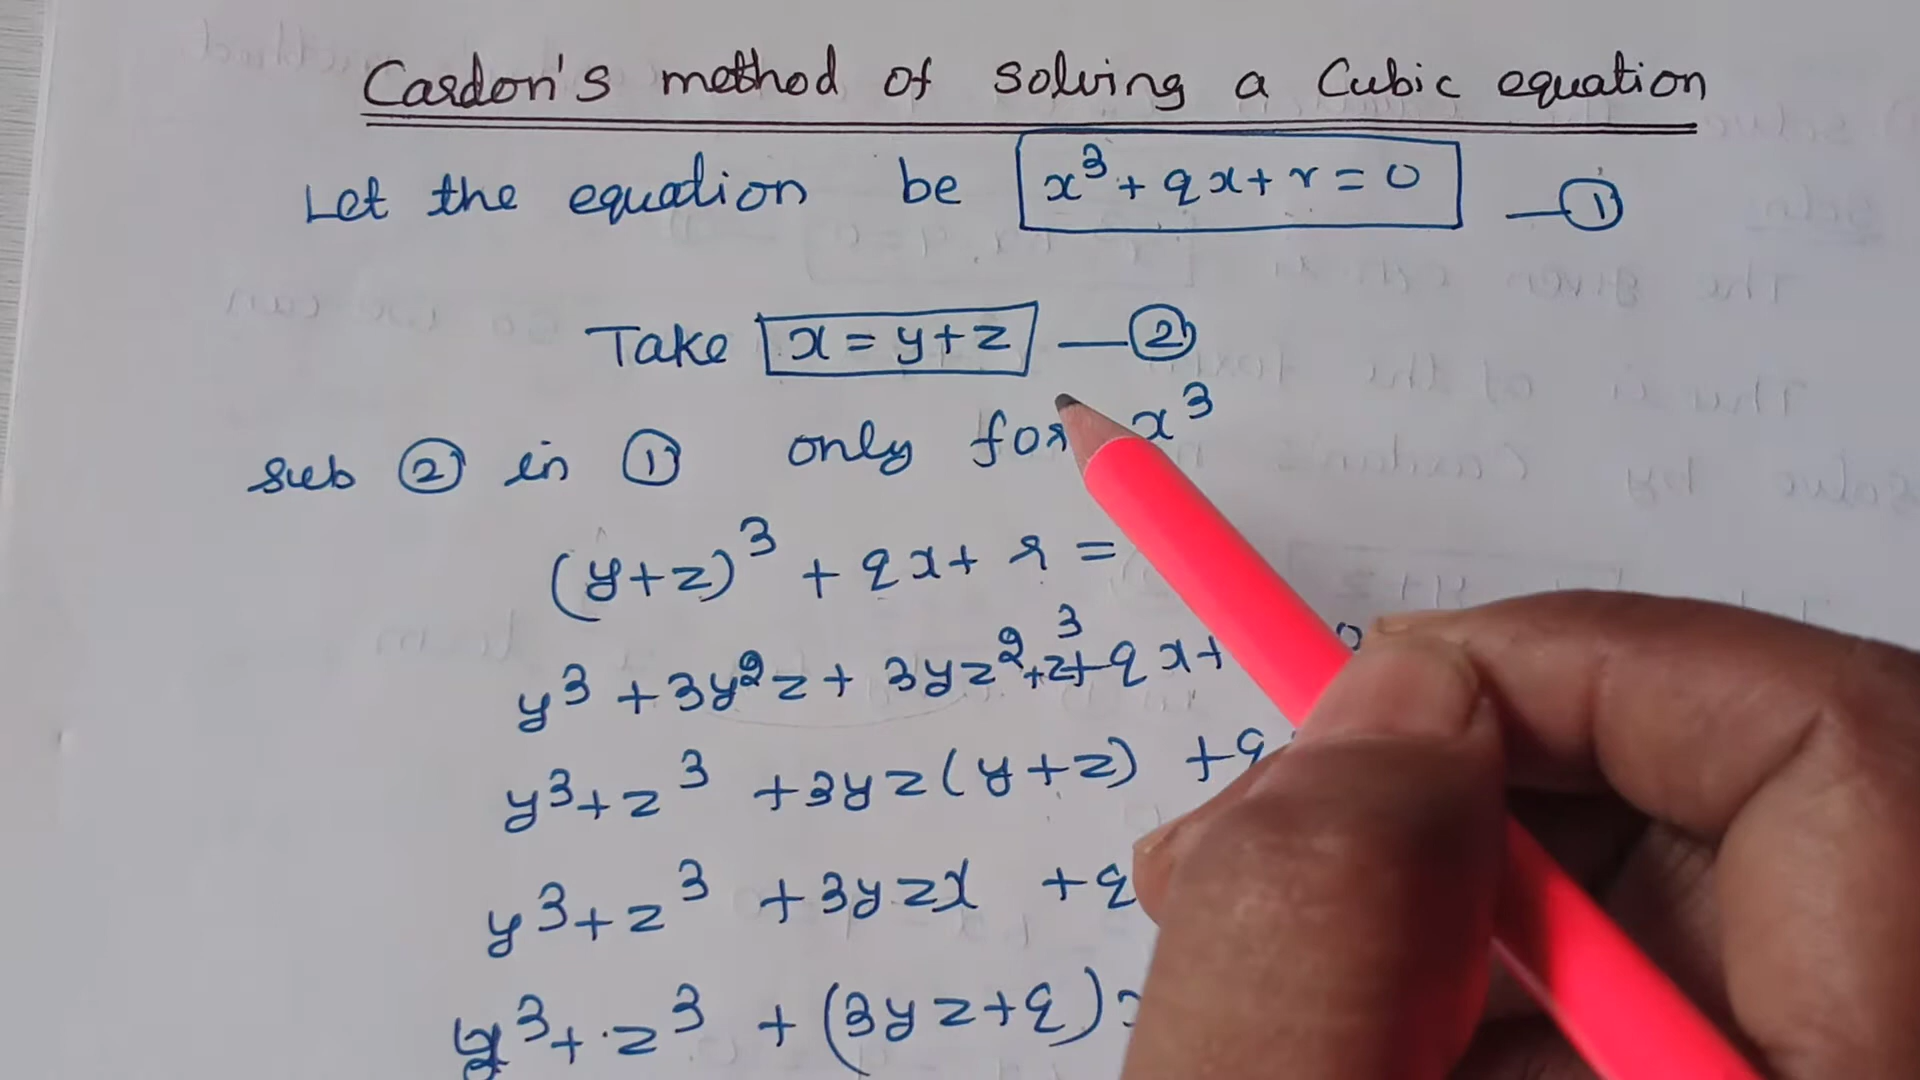 Cardon's method of solving a Cubic equation
Let the equation be x³ + qx + r = 0 —①
Take x = y + z —②
sub ② in ① only for x³
(y+z)³ + qx + r =
y³ + 3y²z + 3yz² + z³ + qx +
y³ + z³ + 3yz(y+z) + q
y³ + z³ + 3yzx + q
y³ + z³ + (3yz+q)